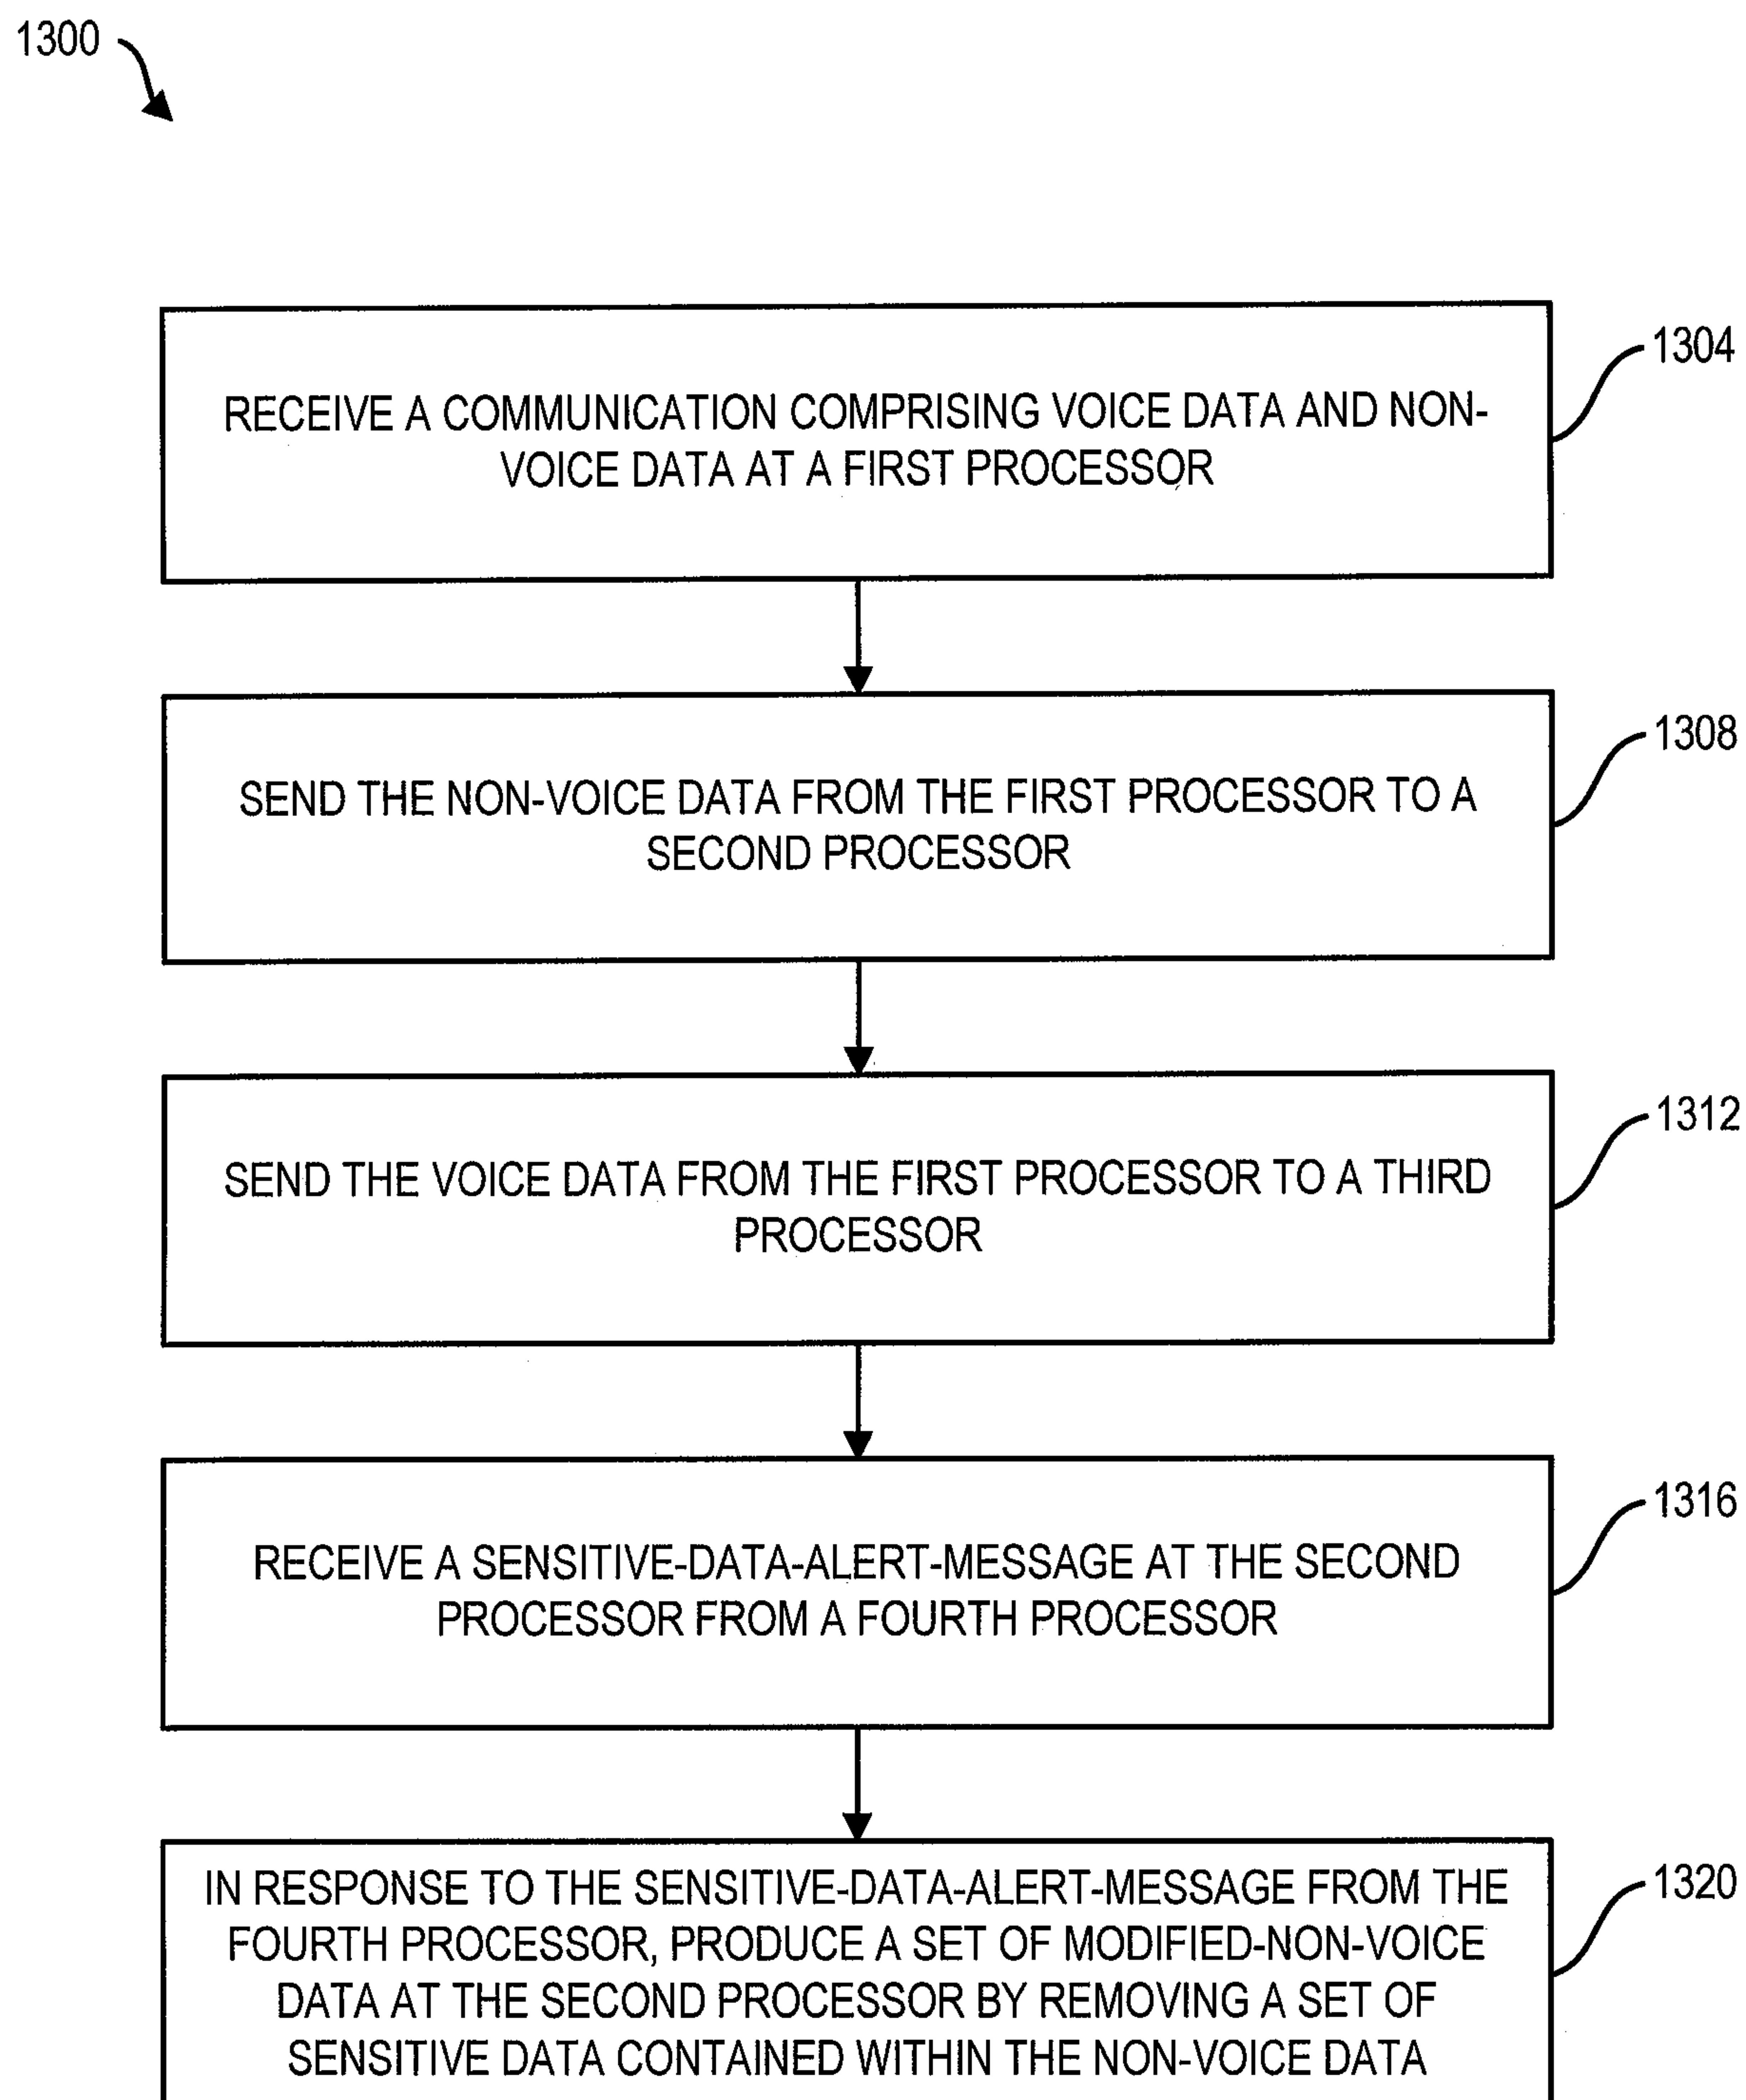 1300
RECEIVE A COMMUNICATION COMPRISING VOICE DATA AND NON-
VOICE DATA AT A FIRST PROCESSOR
1304
SEND THE NON-VOICE DATA FROM THE FIRST PROCESSOR TO A
SECOND PROCESSOR
1308
SEND THE VOICE DATA FROM THE FIRST PROCESSOR TO A THIRD
PROCESSOR
1312
RECEIVE A SENSITIVE-DATA-ALERT-MESSAGE AT THE SECOND
PROCESSOR FROM A FOURTH PROCESSOR
1316
IN RESPONSE TO THE SENSITIVE-DATA-ALERT-MESSAGE FROM THE
FOURTH PROCESSOR, PRODUCE A SET OF MODIFIED-NON-VOICE
DATA AT THE SECOND PROCESSOR BY REMOVING A SET OF
SENSITIVE DATA CONTAINED WITHIN THE NON-VOICE DATA
1320